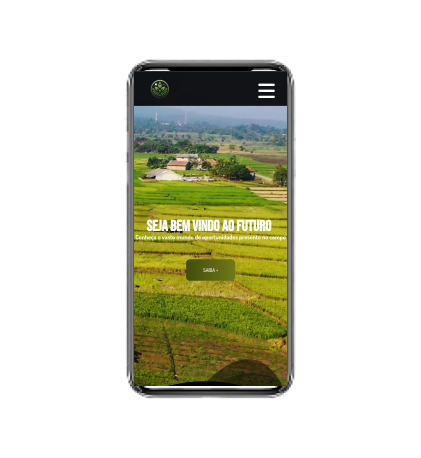 SEJA BEM VINDO AO FUTURO
Conheça o vasto mundo de oportunidades presente no campo
SAIBA +